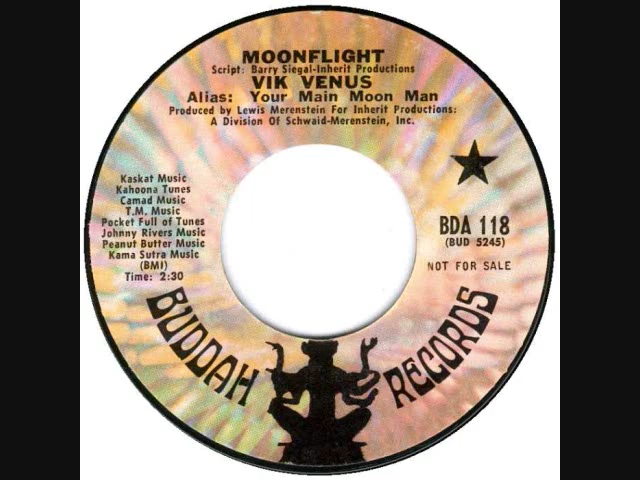 MOONFLIGHT
Script: Barry Siegal-Inherit Productions
VIK VENUS
Alias: Your Main Moon Man
Produced by Lewis Merenstein For Inherit Productions:
A Division Of Schwaid-Merenstein, Inc.
Kaskat Music
Kahoona Tunes
Camad Music
T.M. Music
Pocket Full of Tunes
Johnny Rivers Music
Peanut Butter Music
Kama Sutra Music
(BMI)
Time: 2:30
BDA 118
(BUD 5245)
NOT FOR SALE
BUDDAH RECORDS